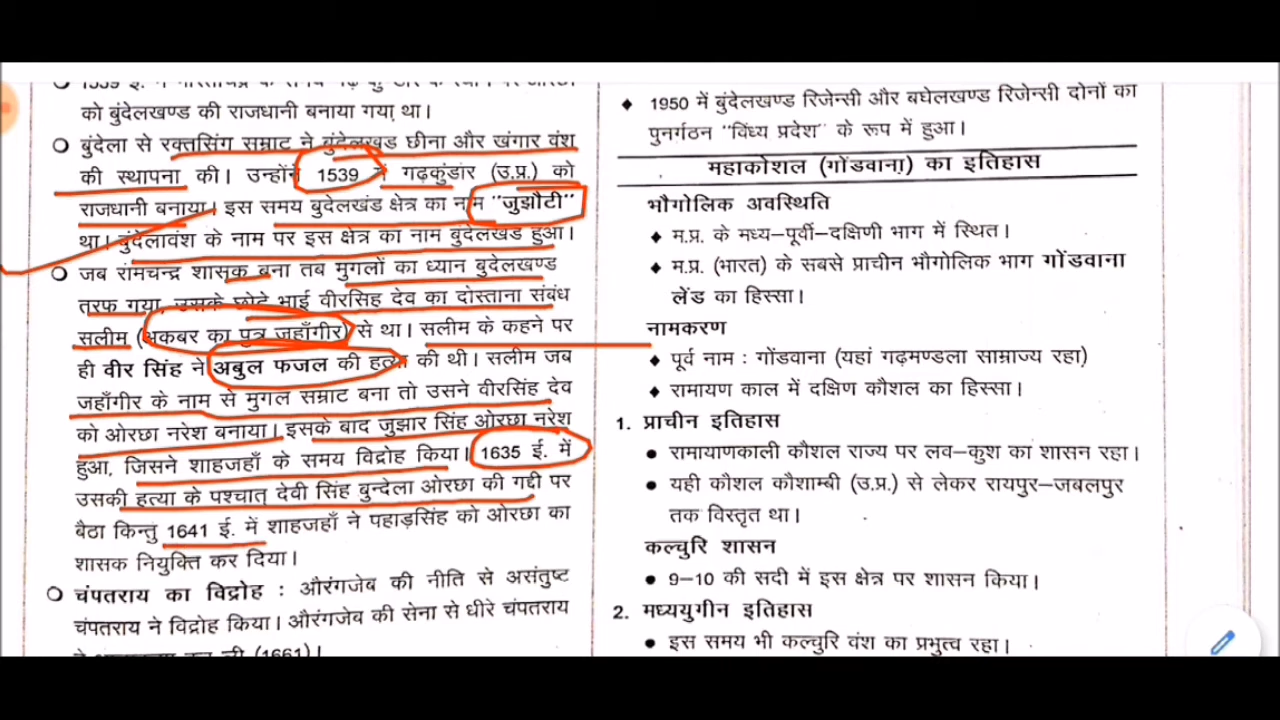 को बुंदेलखण्ड की राजधानी बनाया गया था।
बुंदेला से रक्तसिंग सम्राट ने बुंदेलखड छीना और खंगार वंश
की स्थापना की। उन्होंने 1539 में गढ़कुंडार (उ.प्र.) को
राजधानी बनाया। इस समय बुदेलखंड क्षेत्र का नाम "जुझौटी"
था। बुंदेलावंश के नाम पर इस क्षेत्र का नाम बुदेलखड हुआ।
जब रामचन्द्र शासक बना तब मुगलों का ध्यान बुदेलखण्ड
तरफ गया, उसके छोटे भाई वीरसिह देव का दोस्ताना संबंध
सलीम (अकबर का पुत्र जहाँगीर) से था। सलीम के कहने पर
ही वीर सिंह ने अबुल फजल की हत्या की थी। सलीम जब
जहाँगीर के नाम से मुगल सम्राट बना तो उसने वीरसिंह देव
को ओरछा नरेश बनाया। इसके बाद जुझार सिंह ओरछा नरेश
हुआ, जिसने शाहजहाँ के समय विद्रोह किया। 1635 ई. में
उसकी हत्या के पश्चात् देवी सिंह बुन्देला ओरछा की गद्दी पर
बैठा किन्तु 1641 ई. में शाहजहाँ ने पहाड़सिंह को ओरछा का
शासक नियुक्ति कर दिया।
चंपतराय का विद्रोह : औरंगजेब की नीति से असंतुष्ट
चंपतराय ने विद्रोह किया। औरंगजेब की सेना से धीरे चंपतराय
(1661)।
1950 में बुंदेलखण्ड रिजेन्सी और बघेलखण्ड रिजेन्सी दोनों का
पुनर्गठन "विंध्य प्रदेश" के रूप में हुआ।
महाकोशल (गोंडवाना) का इतिहास
भौगोलिक अवस्थिति
म.प्र. के मध्य–पूर्वी–दक्षिणी भाग में स्थित।
म.प्र. (भारत) के सबसे प्राचीन भौगोलिक भाग गोंडवाना
लेंड का हिस्सा।
नामकरण
पूर्व नाम : गोंडवाना (यहां गढ़मण्डला साम्राज्य रहा)
रामायण काल में दक्षिण कौशल का हिस्सा।
1. प्राचीन इतिहास
रामायाणकाली कौशल राज्य पर लव–कुश का शासन रहा।
यही कौशल कौशाम्बी (उ.प्र.) से लेकर रायपुर–जबलपुर
तक विस्तृत था।
कल्चुरि शासन
9–10 की सदी में इस क्षेत्र पर शासन किया।
2. मध्ययुगीन इतिहास
इस समय भी कल्चुरि वंश का प्रभुत्व रहा।